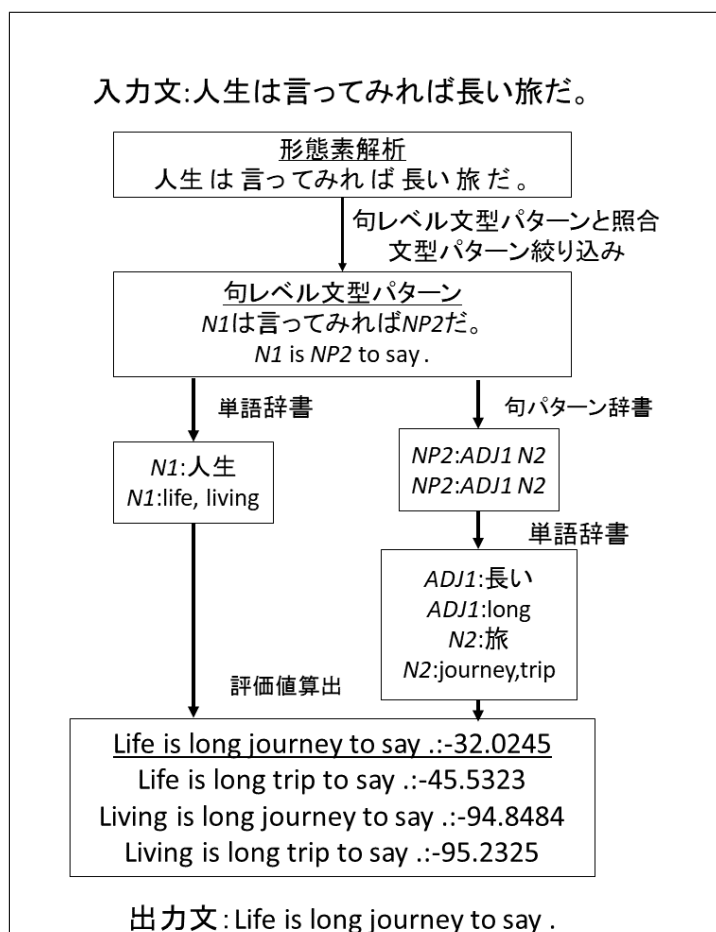 入力文:人生は言ってみれば長い旅だ。
形態素解析
人生 は 言ってみれ ば 長い 旅 だ 。
句レベル文型パターンと照合
文型パターン絞り込み
句レベル文型パターン
N1は言ってみればNP2だ。
N1 is NP2 to say .
単語辞書
句パターン辞書
N1:人生
N1:life, living
NP2:ADJ1 N2
NP2:ADJ1 N2
単語辞書
ADJ1:長い
ADJ1:long
N2:旅
N2:journey,trip
評価値算出
Life is long journey to say .:-32.0245
Life is long trip to say .:-45.5323
Living is long journey to say .:-94.8484
Living is long trip to say .:-95.2325
出力文:Life is long journey to say .